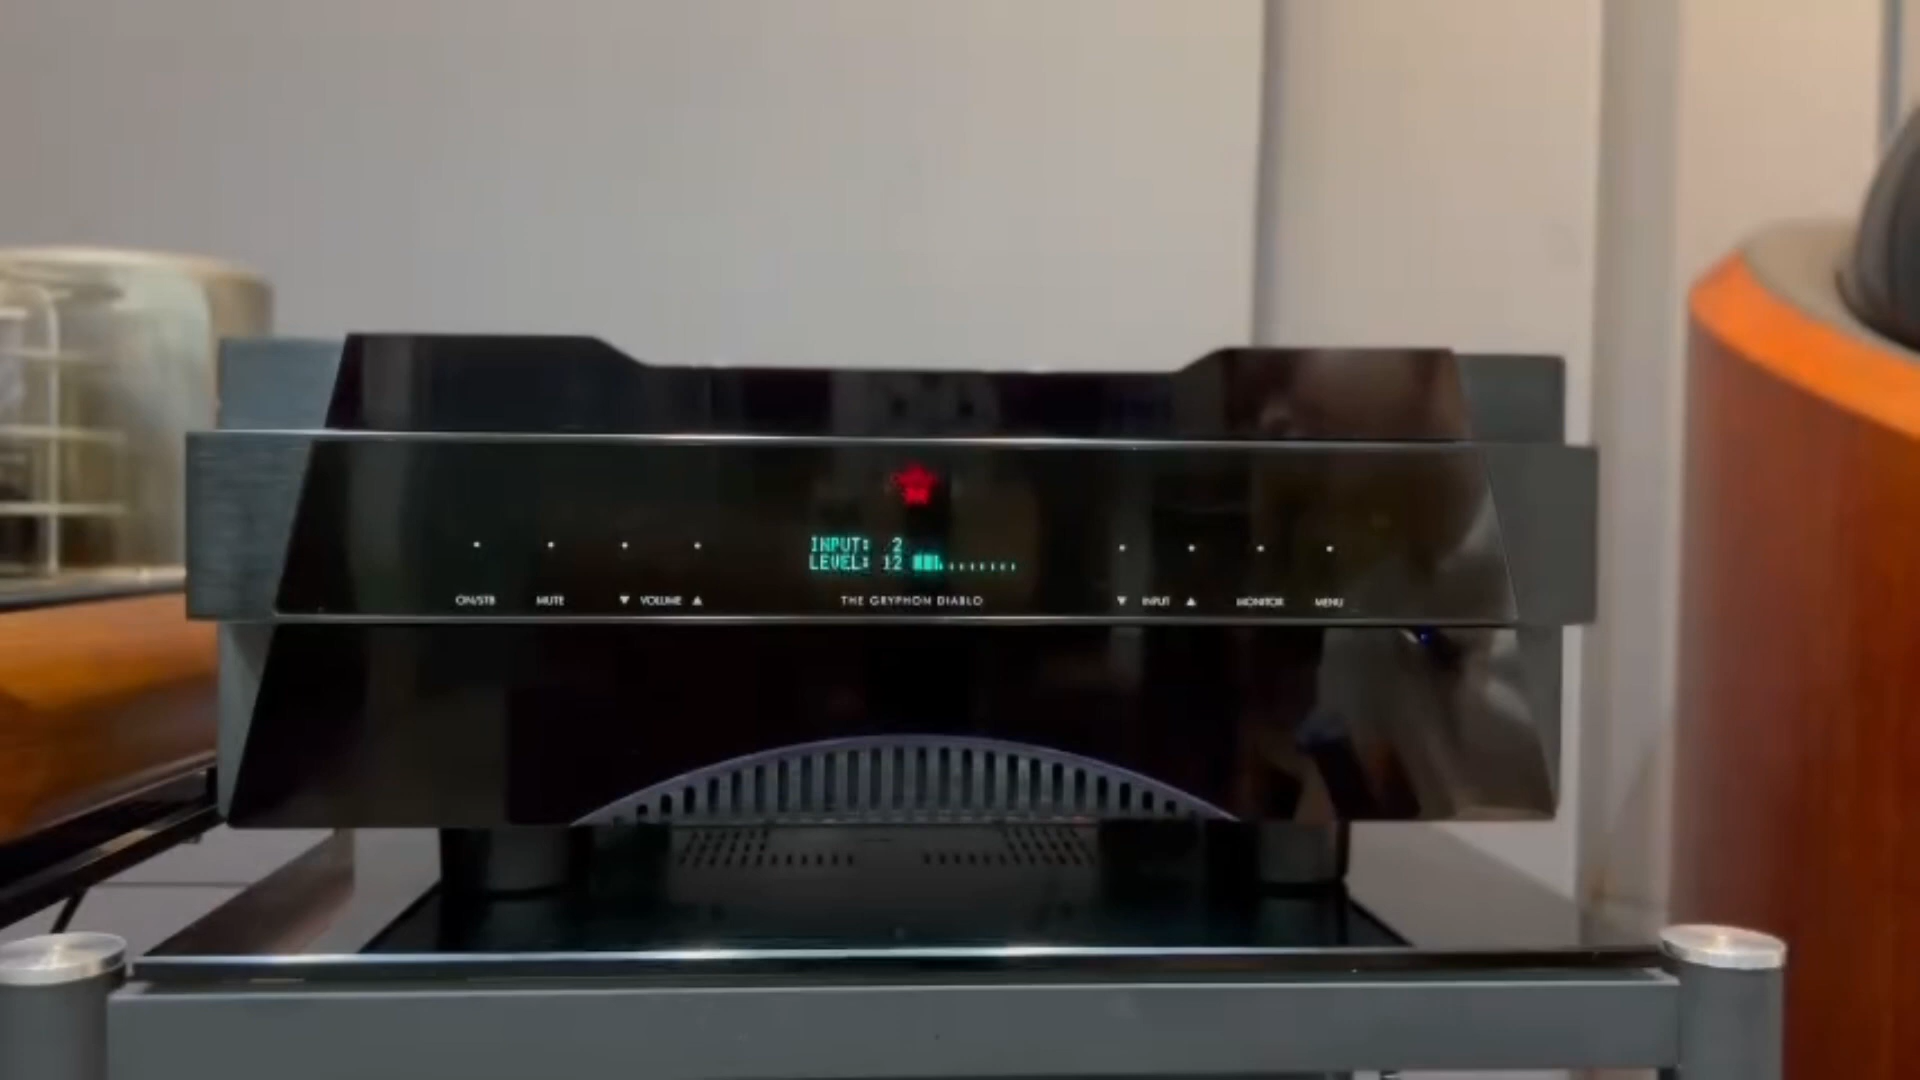 INPUT: 2
LEVEL: 12
ON/STB MUTE ▼ VOLUME ▲ THE GRYPHON DIABLO ▼ INPUT ▲ MONITOR MENU